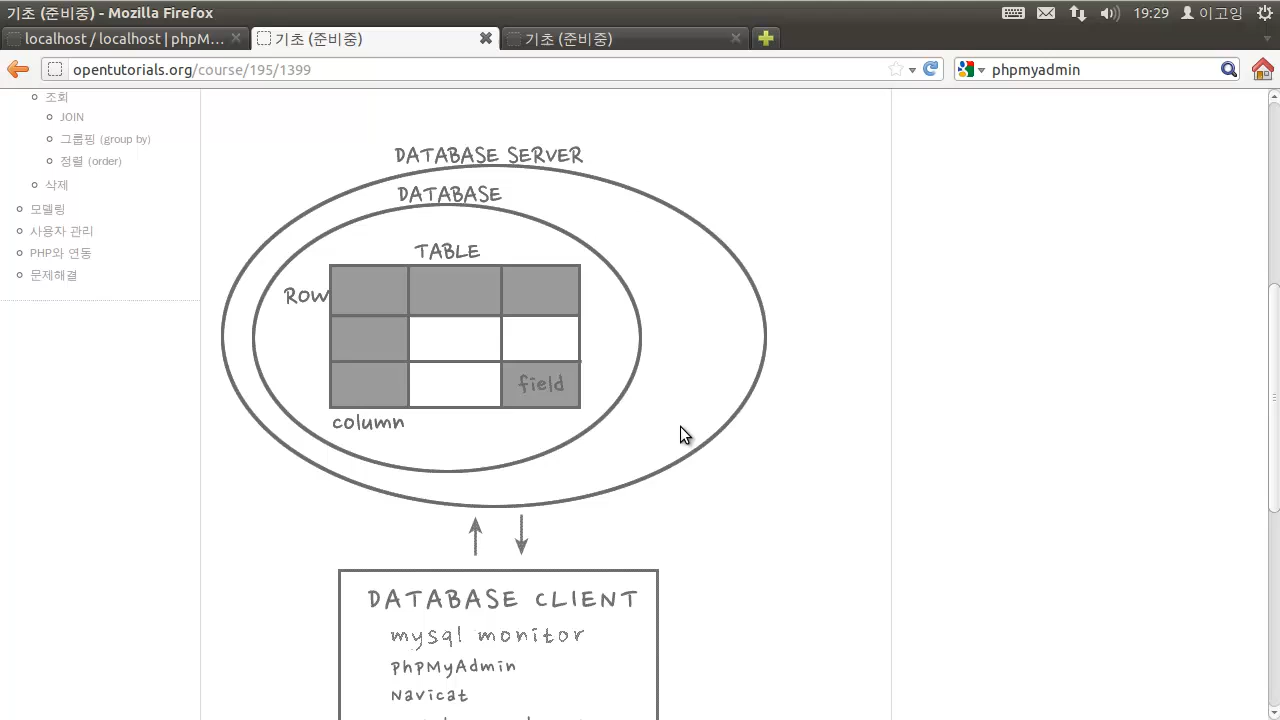 기초 (준비중) - Mozilla Firefox
19:29 이고잉
localhost / localhost | phpM...
기초 (준비중)
기초 (준비중)
opentutorials.org/course/195/1399
phpmyadmin
조회
JOIN
그룹핑 (group by)
정렬 (order)
삭제
모델링
사용자 관리
PHP와 연동
문제해결
DATABASE SERVER
DATABASE
TABLE
Row
field
column
DATABASE CLIENT
mysql monitor
phpMyAdmin
Navicat